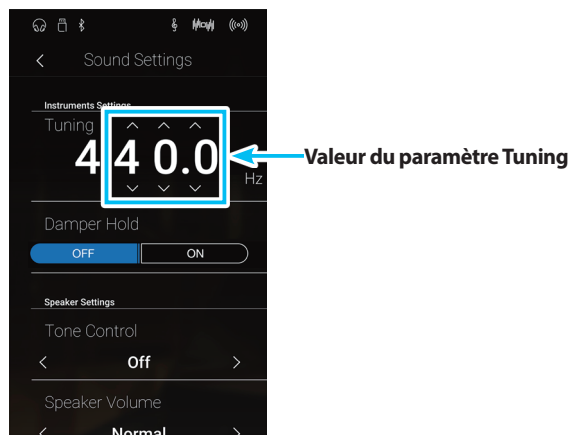 Sound Settings
Instruments Settings
Tuning
440.0
Hz
Valeur du paramètre Tuning
Damper Hold
OFF ON
Speaker Settings
Tone Control
Off
Speaker Volume
Normal